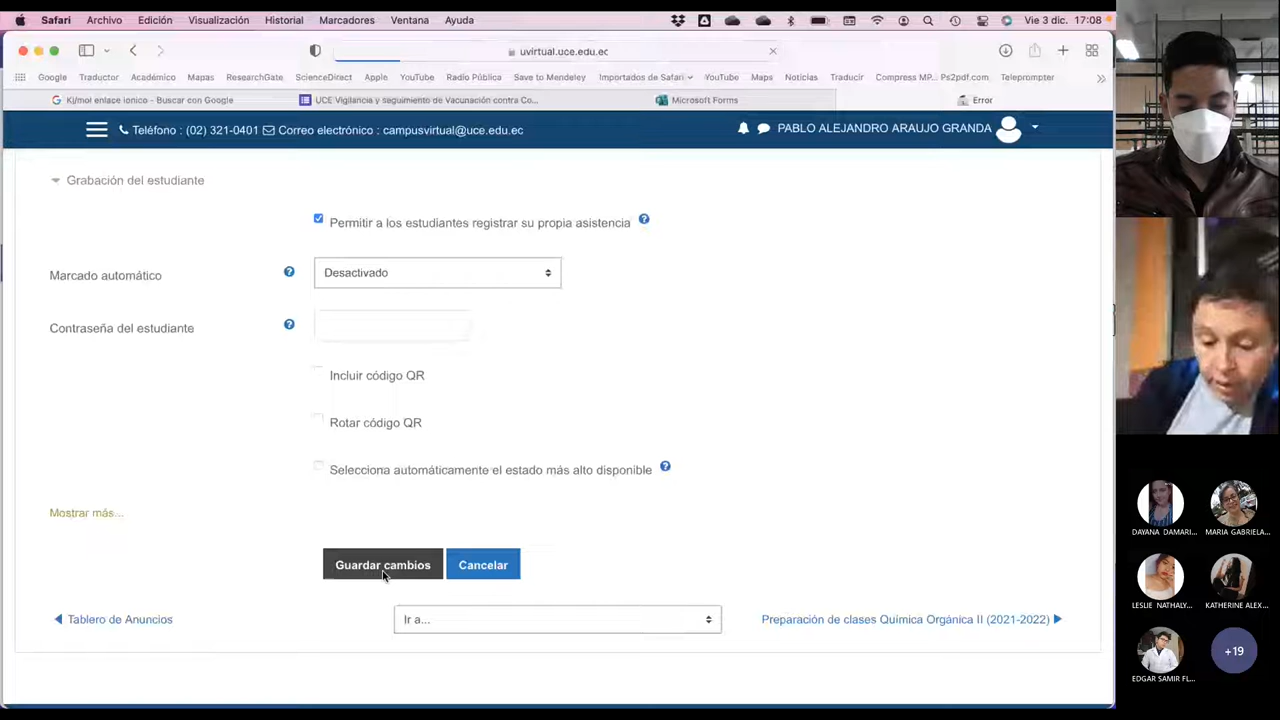 Safari Archivo Edición Visualización Historial Marcadores Ventana Ayuda Vie 3 dic. 17:08
uvirtual.uce.edu.ec
Google Traductor Académico Mapas ResearchGate ScienceDirect Apple YouTube Radio Pública Save to Mendeley Importados de Safari YouTube Maps Noticias Traducir Compress MP... Ps2pdf.com Teleprompter
Kj/mol enlace ionico - Buscar con Google UCE Vigilancia y seguimiento de Vacunación contra Co... Microsoft Forms Error
Teléfono : (02) 321-0401 Correo electrónico : campusvirtual@uce.edu.ec PABLO ALEJANDRO ARAUJO GRANDA
Grabación del estudiante
Permitir a los estudiantes registrar su propia asistencia
Marcado automático Desactivado
Contraseña del estudiante
Incluir código QR
Rotar código QR
Selecciona automáticamente el estado más alto disponible
Mostrar más...
Guardar cambios Cancelar
Tablero de Anuncios Ir a... Preparación de clases Química Orgánica II (2021-2022)
DAYANA DAMARI... MARIA GABRIELA...
LESLIE NATHALY... KATHERINE ALEX...
EDGAR SAMIR FL... +19